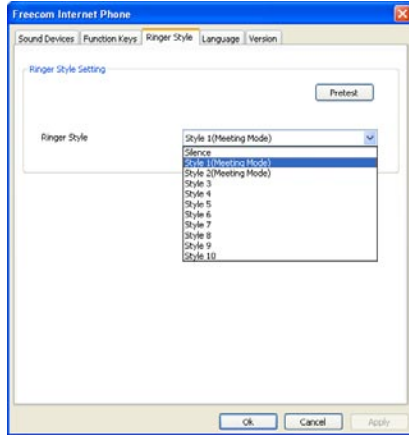 Freecom Internet Phone
Sound Devices Function Keys Ringer Style Language Version
Ringer Style Setting
Pretest
Ringer Style Style 1(Meeting Mode)
Silence
Style 1(Meeting Mode)
Style 2(Meeting Mode)
Style 3
Style 4
Style 5
Style 6
Style 7
Style 8
Style 9
Style 10
Ok Cancel Apply